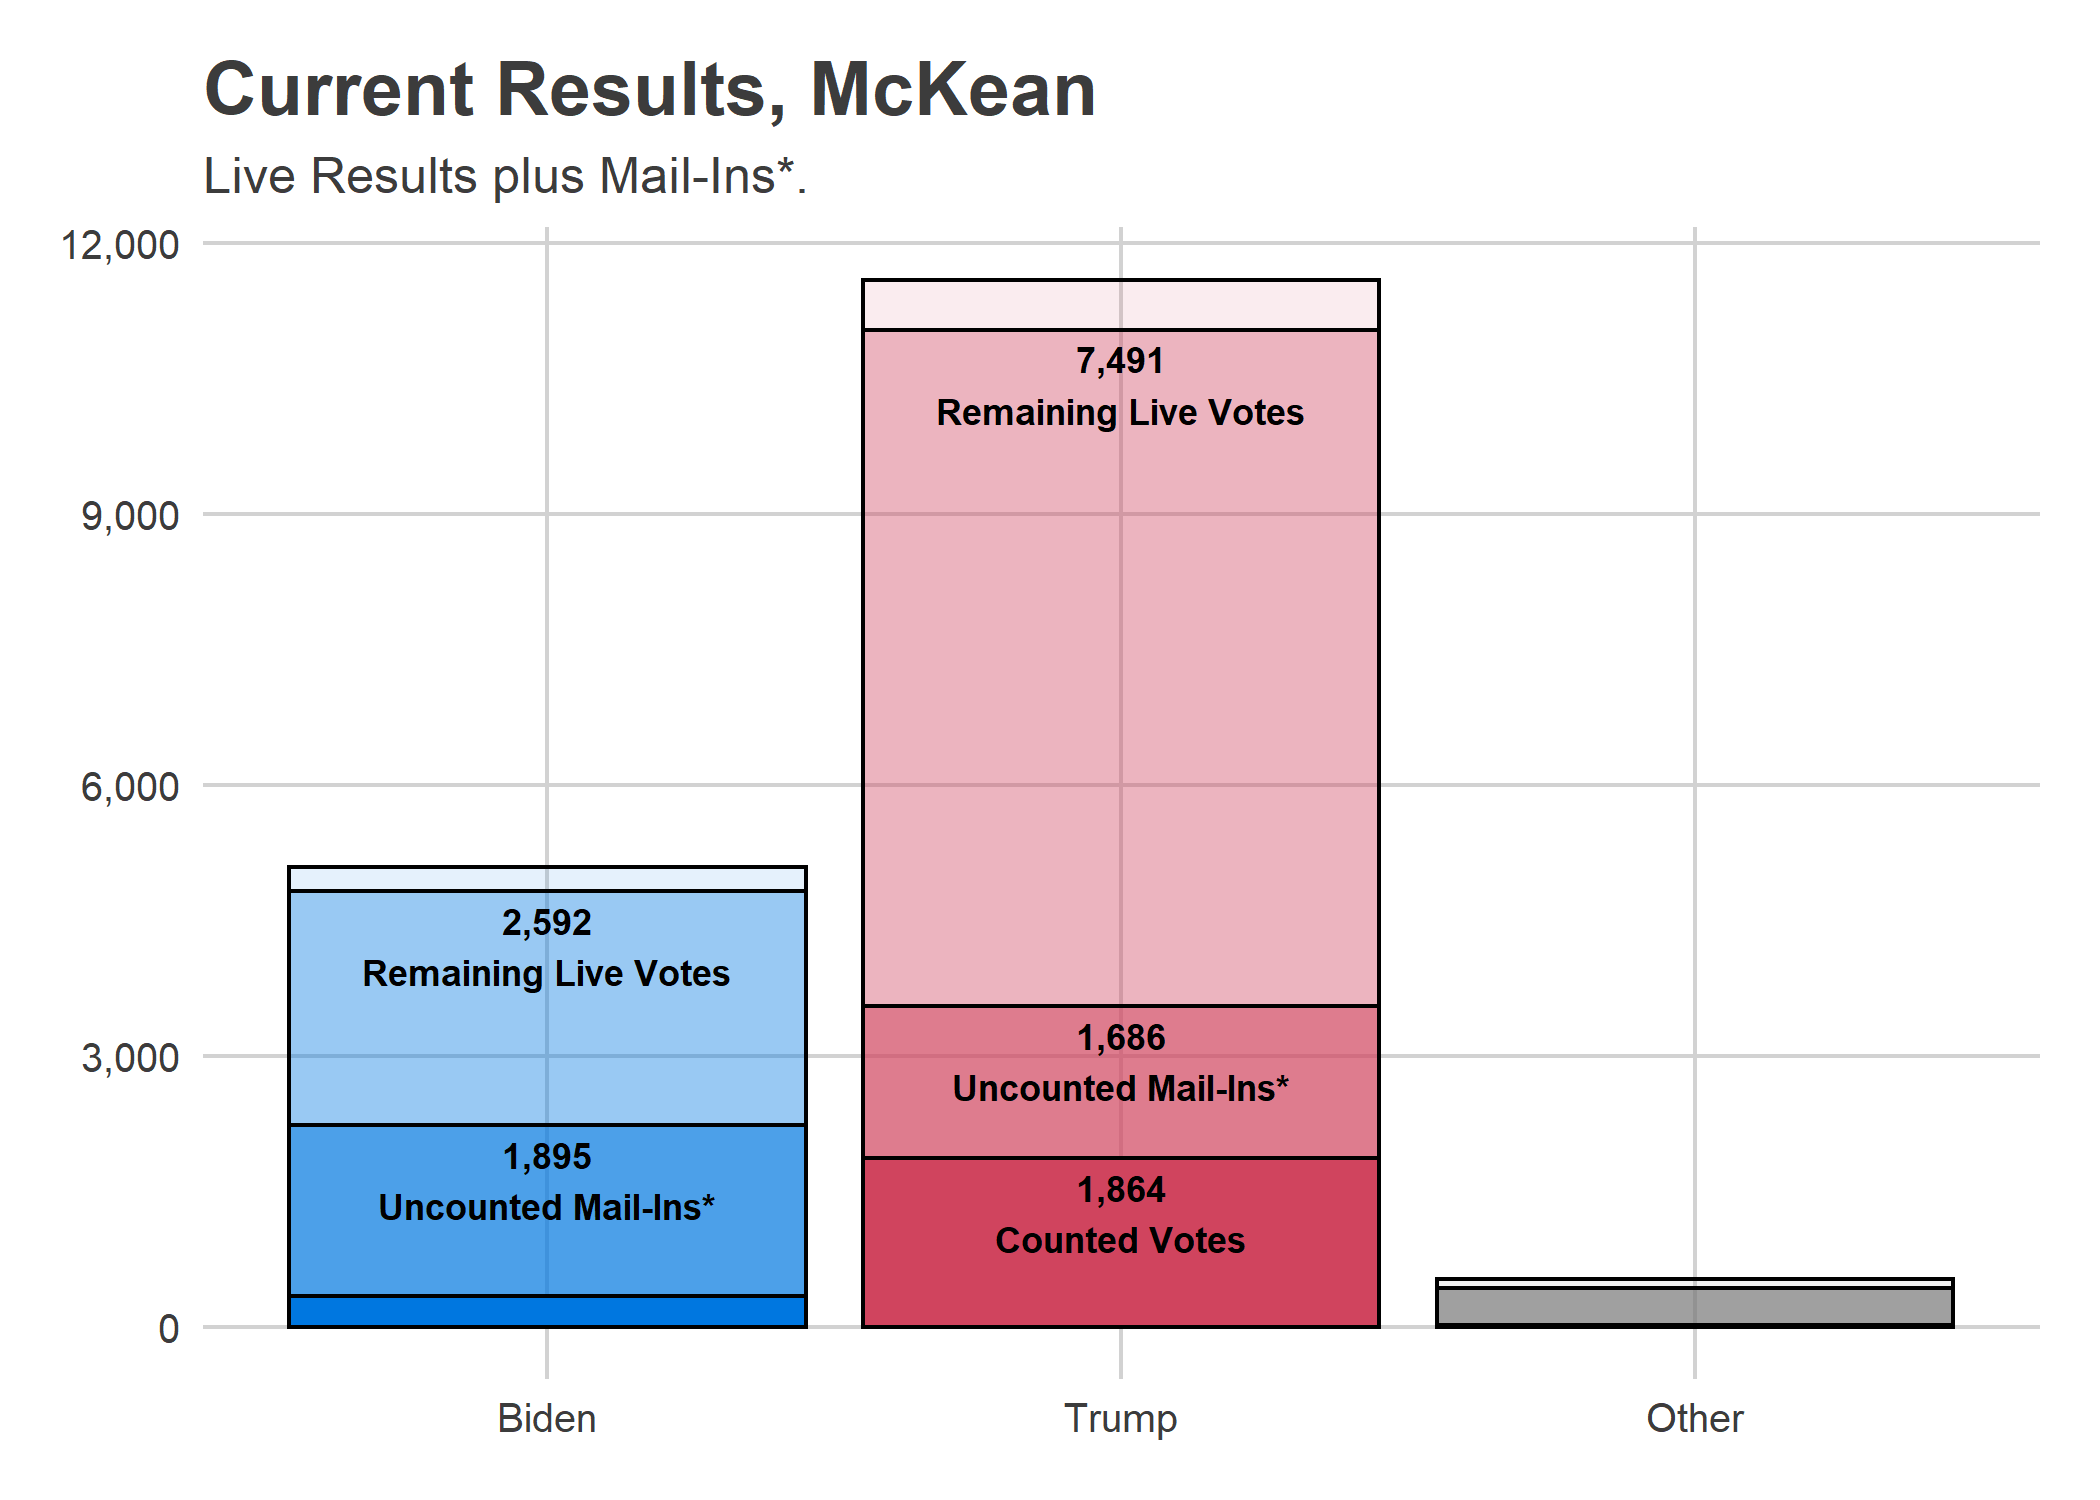 Current Results, McKean
Live Results plus Mail-Ins*.
12,000
9,000
6,000
3,000
0
2,592
Remaining Live Votes
1,895
Uncounted Mail-Ins*
7,491
Remaining Live Votes
1,686
Uncounted Mail-Ins*
1,864
Counted Votes
Biden
Trump
Other